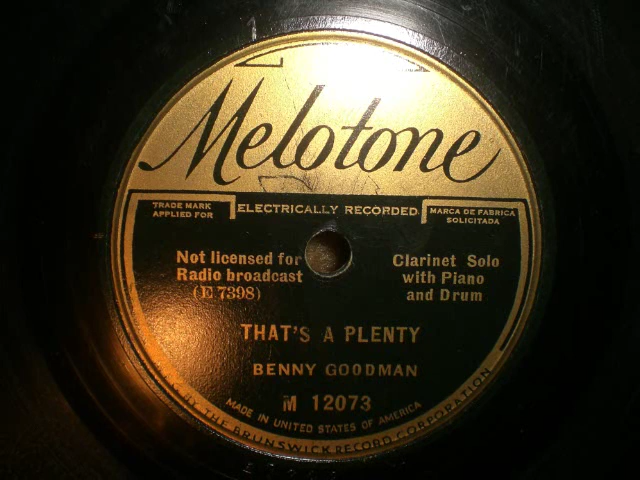 Melotone
TRADE MARK
APPLIED FOR
ELECTRICALLY RECORDED
MARCA DE FABRICA
SOLICITADA
Not licensed for
Radio broadcast
(E 7398)
Clarinet Solo
with Piano
and Drum
THAT'S A PLENTY
BENNY GOODMAN
M 12073
MADE IN UNITED STATES OF AMERICA
BY THE BRUNSWICK RECORD CORPORATION